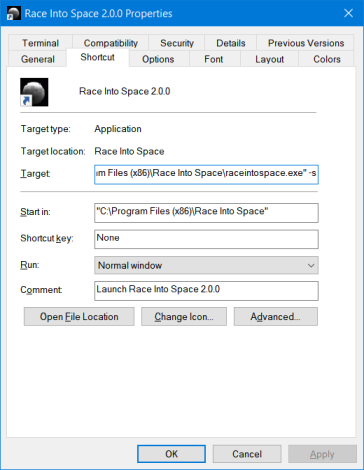 Race Into Space 2.0.0 Properties
Terminal Compatibility Security Details Previous Versions
General Shortcut Options Font Layout Colors
Race Into Space 2.0.0
Target type: Application
Target location: Race Into Space
Target: ım Files (x86)\Race Into Space\raceintospace.exe" -s
Start in: "C:\Program Files (x86)\Race Into Space"
Shortcut key: None
Run: Normal window
Comment: Launch Race Into Space 2.0.0
Open File Location Change Icon... Advanced...
OK Cancel Apply